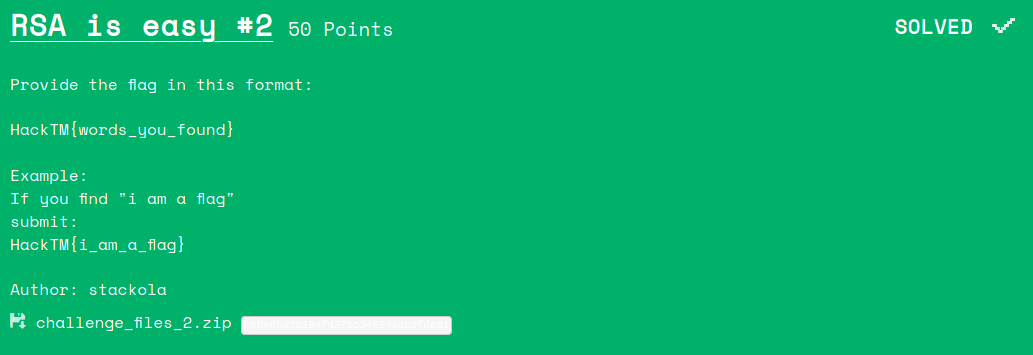 RSA is easy #2 50 Points SOLVED
Provide the flag in this format:
HackTM{words_you_found}
Example:
If you find "i am a flag"
submit:
HackTM{i_am_a_flag}
Author: stackola
challenge_files_2.zip